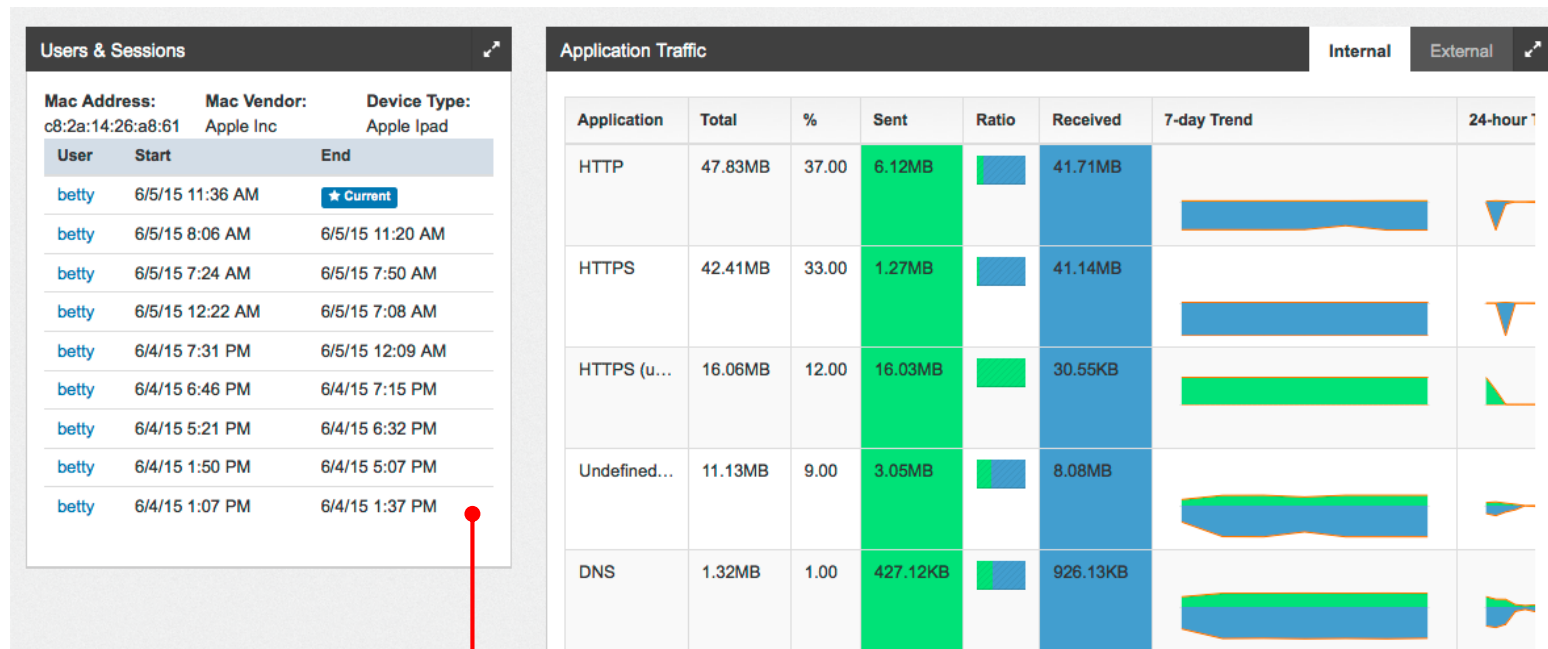 Users & Sessions
Mac Address: Mac Vendor: Device Type:
c8:2a:14:26:a8:61 Apple Inc Apple Ipad
User Start End
betty 6/5/15 11:36 AM ★ Current
betty 6/5/15 8:06 AM 6/5/15 11:20 AM
betty 6/5/15 7:24 AM 6/5/15 7:50 AM
betty 6/5/15 12:22 AM 6/5/15 7:08 AM
betty 6/4/15 7:31 PM 6/5/15 12:09 AM
betty 6/4/15 6:46 PM 6/4/15 7:15 PM
betty 6/4/15 5:21 PM 6/4/15 6:32 PM
betty 6/4/15 1:50 PM 6/4/15 5:07 PM
betty 6/4/15 1:07 PM 6/4/15 1:37 PM
Application Traffic Internal External
Application Total % Sent Ratio Received 7-day Trend 24-hour
HTTP 47.83MB 37.00 6.12MB 41.71MB
HTTPS 42.41MB 33.00 1.27MB 41.14MB
HTTPS (u... 16.06MB 12.00 16.03MB 30.55KB
Undefined... 11.13MB 9.00 3.05MB 8.08MB
DNS 1.32MB 1.00 427.12KB 926.13KB